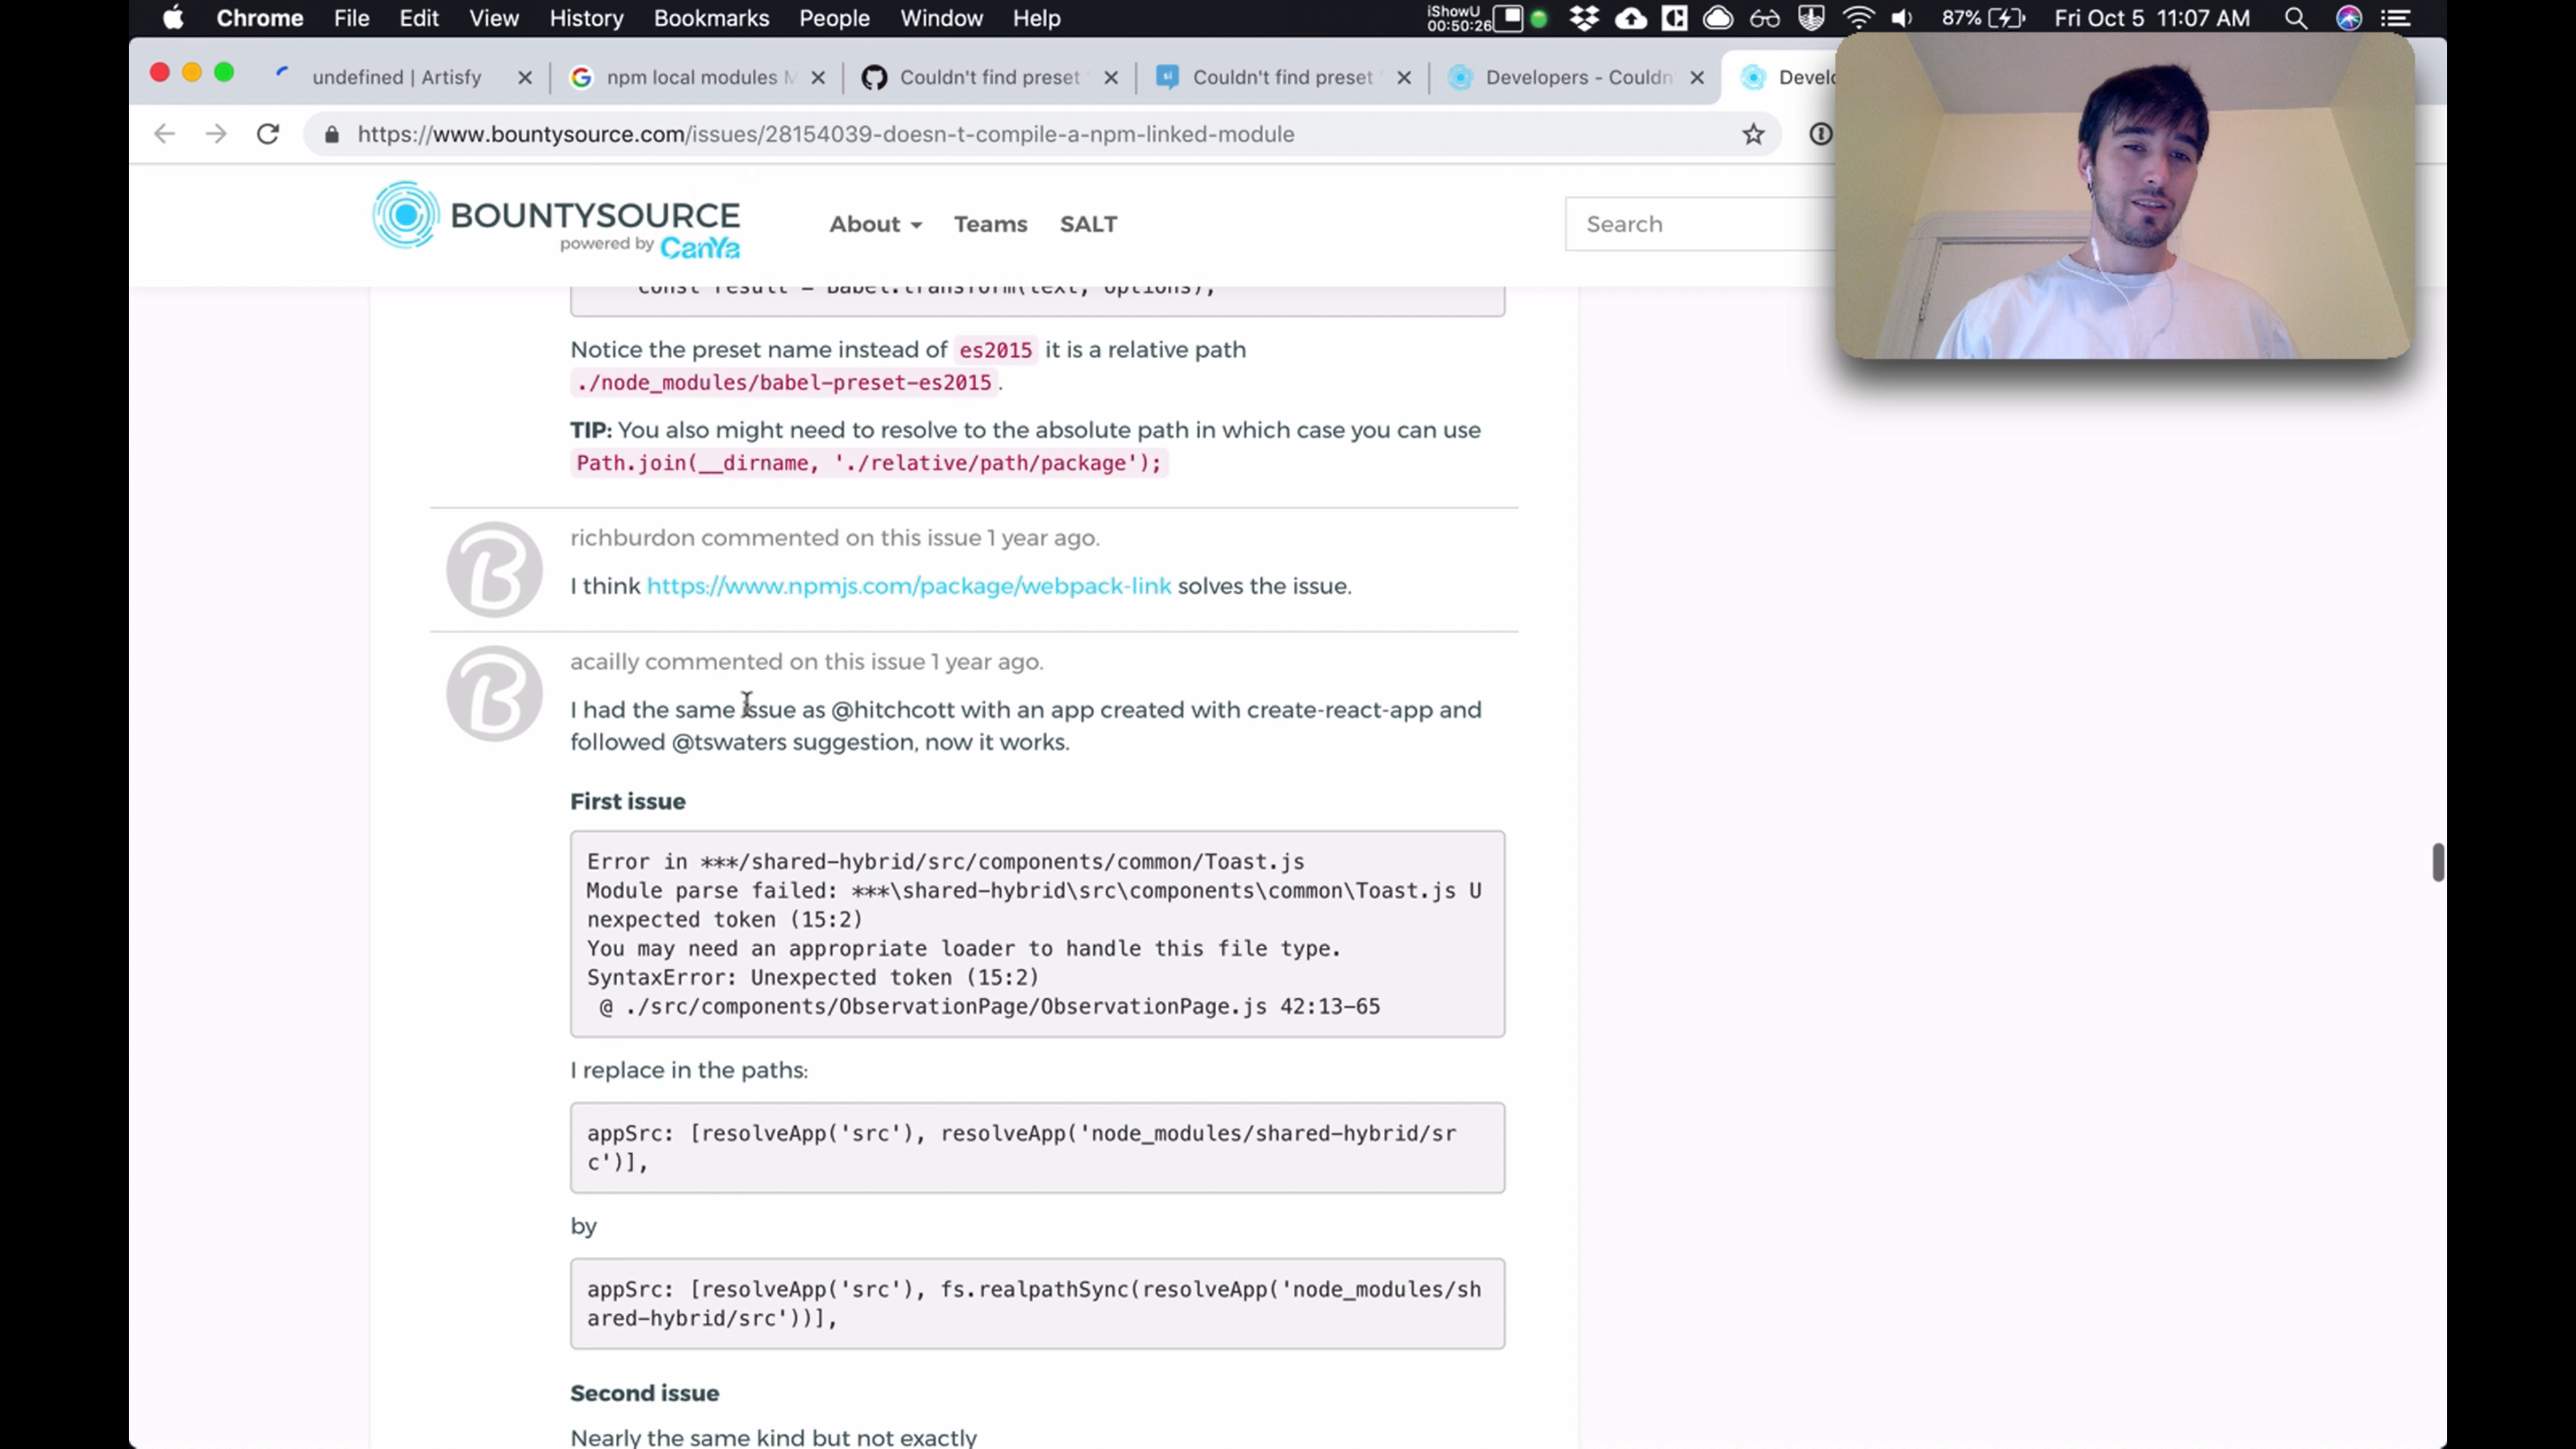 Chrome File Edit View History Bookmarks People Window Help iShowU 00:50:26 87% Fri Oct 5 11:07 AM
undefined | Artisfy npm local modules Couldn't find preset Couldn't find preset Developers - Couldn'
https://www.bountysource.com/issues/28154039-doesn-t-compile-a-npm-linked-module
BOUNTYSOURCE
powered by CanYa
About Teams SALT Search
const result = Babel.transform(text, options);
Notice the preset name instead of es2015 it is a relative path
./node_modules/babel-preset-es2015.
TIP: You also might need to resolve to the absolute path in which case you can use
Path.join(__dirname, './relative/path/package');
richburdon commented on this issue 1 year ago.
I think https://www.npmjs.com/package/webpack-link solves the issue.
acailly commented on this issue 1 year ago.
I had the same issue as @hitchcott with an app created with create-react-app and
followed @tswaters suggestion, now it works.
First issue
Error in ***/shared-hybrid/src/components/common/Toast.js
Module parse failed: ***\shared-hybrid\src\components\common\Toast.js U
nexpected token (15:2)
You may need an appropriate loader to handle this file type.
SyntaxError: Unexpected token (15:2)
@ ./src/components/ObservationPage/ObservationPage.js 42:13-65
I replace in the paths:
appSrc: [resolveApp('src'), resolveApp('node_modules/shared-hybrid/sr
c')],
by
appSrc: [resolveApp('src'), fs.realpathSync(resolveApp('node_modules/sh
ared-hybrid/src'))],
Second issue
Nearly the same kind but not exactly